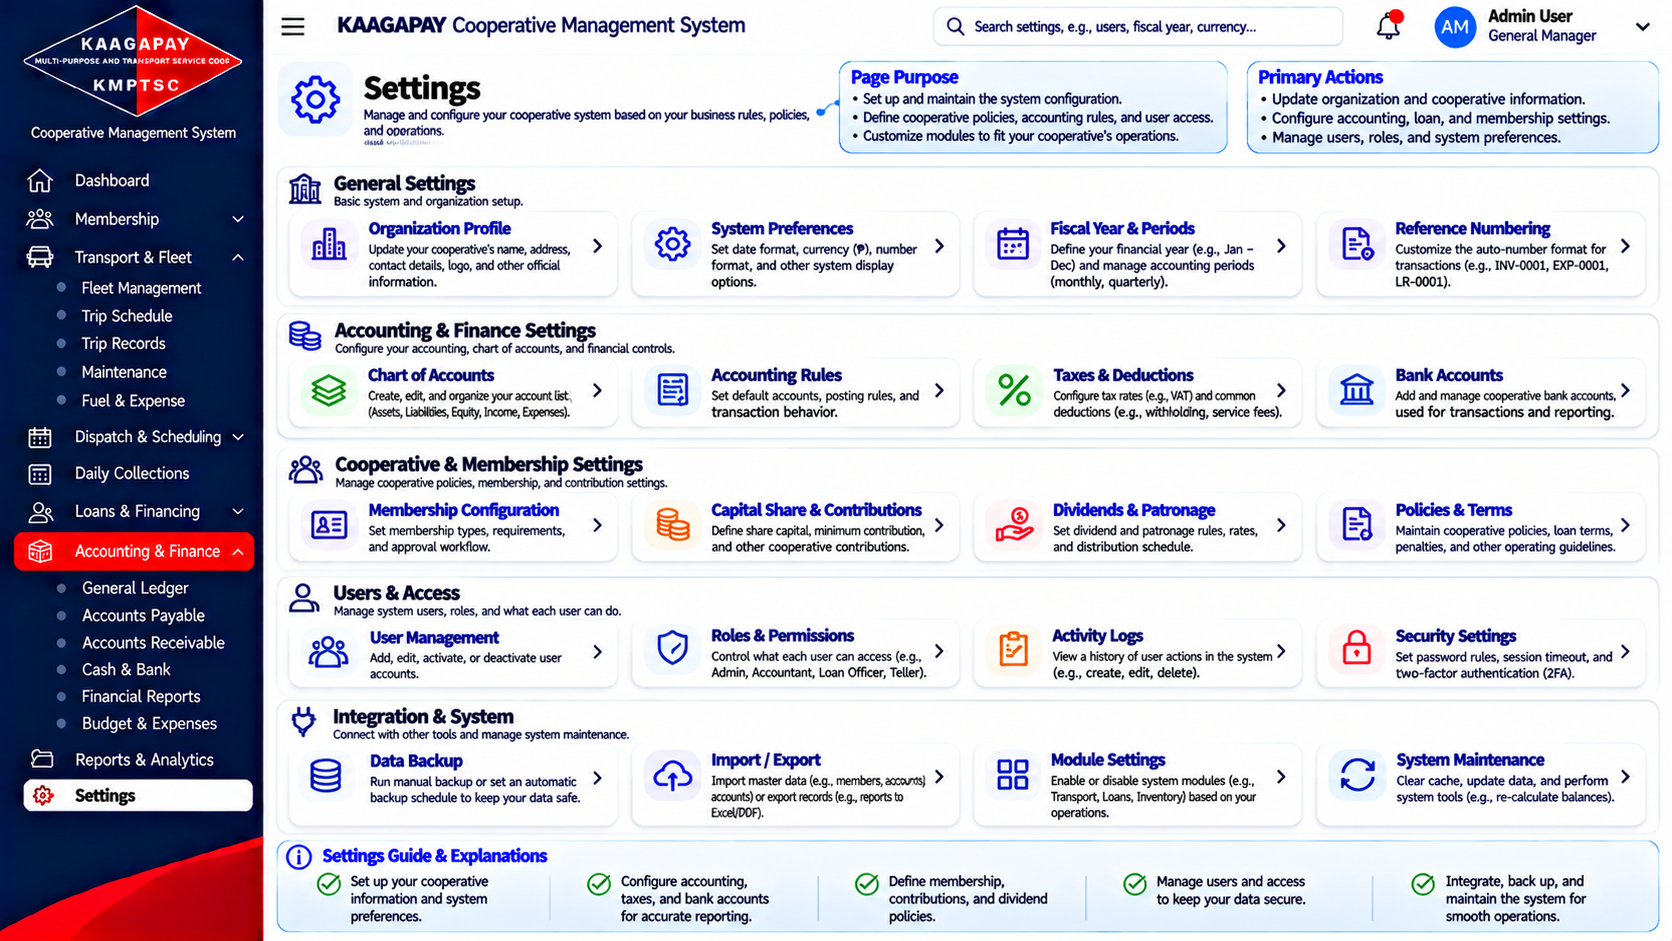 KAAGAPAY
MULTI-PURPOSE AND TRANSPORT SERVICE COOP
KMPTSC
Cooperative Management System
Dashboard
Membership
Transport & Fleet
Fleet Management
Trip Schedule
Trip Records
Maintenance
Fuel & Expense
Dispatch & Scheduling
Daily Collections
Loans & Financing
Accounting & Finance
General Ledger
Accounts Payable
Accounts Receivable
Cash & Bank
Financial Reports
Budget & Expenses
Reports & Analytics
Settings
KAAGAPAY Cooperative Management System
Search settings, e.g., users, fiscal year, currency...
AM
Admin User
General Manager
Settings
Manage and configure your cooperative system based on your business rules, policies,
and operations.
Page Purpose
• Set up and maintain the system configuration.
• Define cooperative policies, accounting rules, and user access.
• Customize modules to fit your cooperative's operations.
Primary Actions
• Update organization and cooperative information.
• Configure accounting, loan, and membership settings.
• Manage users, roles, and system preferences.
General Settings
Basic system and organization setup.
Organization Profile
Update your cooperative's name, address,
contact details, logo, and other official
information.
System Preferences
Set date format, currency (₱), number
format, and other system display
options.
Fiscal Year & Periods
Define your financial year (e.g., Jan –
Dec) and manage accounting periods
(monthly, quarterly).
Reference Numbering
Customize the auto-number format for
transactions (e.g., INV-0001, EXP-0001,
LR-0001).
Accounting & Finance Settings
Configure your accounting, chart of accounts, and financial controls.
Chart of Accounts
Create, edit, and organize your account list.
(Assets, Liabilities, Equity, Income, Expenses).
Accounting Rules
Set default accounts, posting rules, and
transaction behavior.
Taxes & Deductions
Configure tax rates (e.g., VAT) and common
deductions (e.g., withholding, service fees).
Bank Accounts
Add and manage cooperative bank accounts,
used for transactions and reporting.
Cooperative & Membership Settings
Manage cooperative policies, membership, and contribution settings.
Membership Configuration
Set membership types, requirements,
and approval workflow.
Capital Share & Contributions
Define share capital, minimum contribution,
and other cooperative contributions.
Dividends & Patronage
Set dividend and patronage rules, rates,
and distribution schedule.
Policies & Terms
Maintain cooperative policies, loan terms,
penalties, and other operating guidelines.
Users & Access
Manage system users, roles, and what each user can do.
User Management
Add, edit, activate, or deactivate user
accounts.
Roles & Permissions
Control what each user can access (e.g.,
Admin, Accountant, Loan Officer, Teller).
Activity Logs
View a history of user actions in the system
(e.g., create, edit, delete).
Security Settings
Set password rules, session timeout, and
two-factor authentication (2FA).
Integration & System
Connect with other tools and manage system maintenance.
Data Backup
Run manual backup or set an automatic
backup schedule to keep your data safe.
Import / Export
Import master data (e.g., members, accounts)
accounts) or export records (e.g., reports to
Excel/DDF).
Module Settings
Enable or disable system modules (e.g.,
Transport, Loans, Inventory) based on your
operations.
System Maintenance
Clear cache, update data, and perform
system tools (e.g., re-calculate balances).
Settings Guide & Explanations
Set up your cooperative
information and system
preferences.
Configure accounting,
taxes, and bank accounts
for accurate reporting.
Define membership,
contributions, and dividend
policies.
Manage users and access
to keep your data secure.
Integrate, back up, and
maintain the system for
smooth operations.